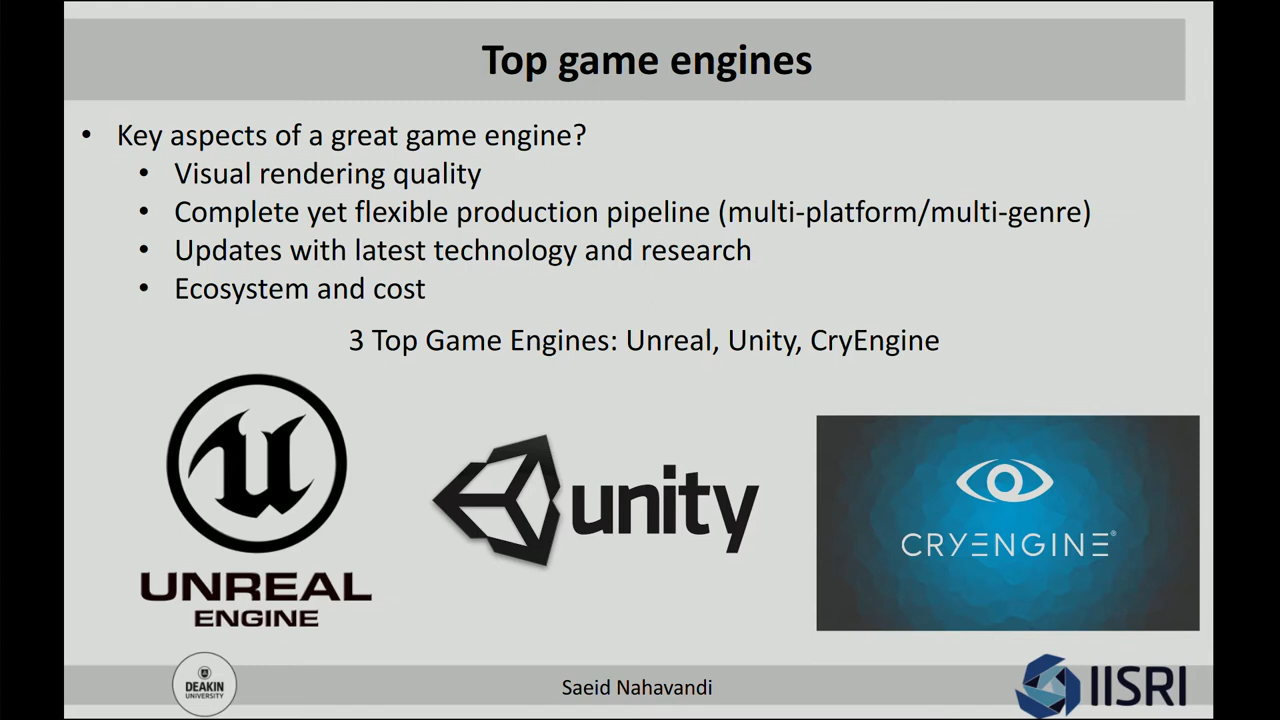 Top game engines
• Key aspects of a great game engine?
• Visual rendering quality
• Complete yet flexible production pipeline (multi-platform/multi-genre)
• Updates with latest technology and research
• Ecosystem and cost
3 Top Game Engines: Unreal, Unity, CryEngine
UNREAL
ENGINE
unity
CRYENGINE®
DEAKIN
UNIVERSITY
Saeid Nahavandi
IISRI